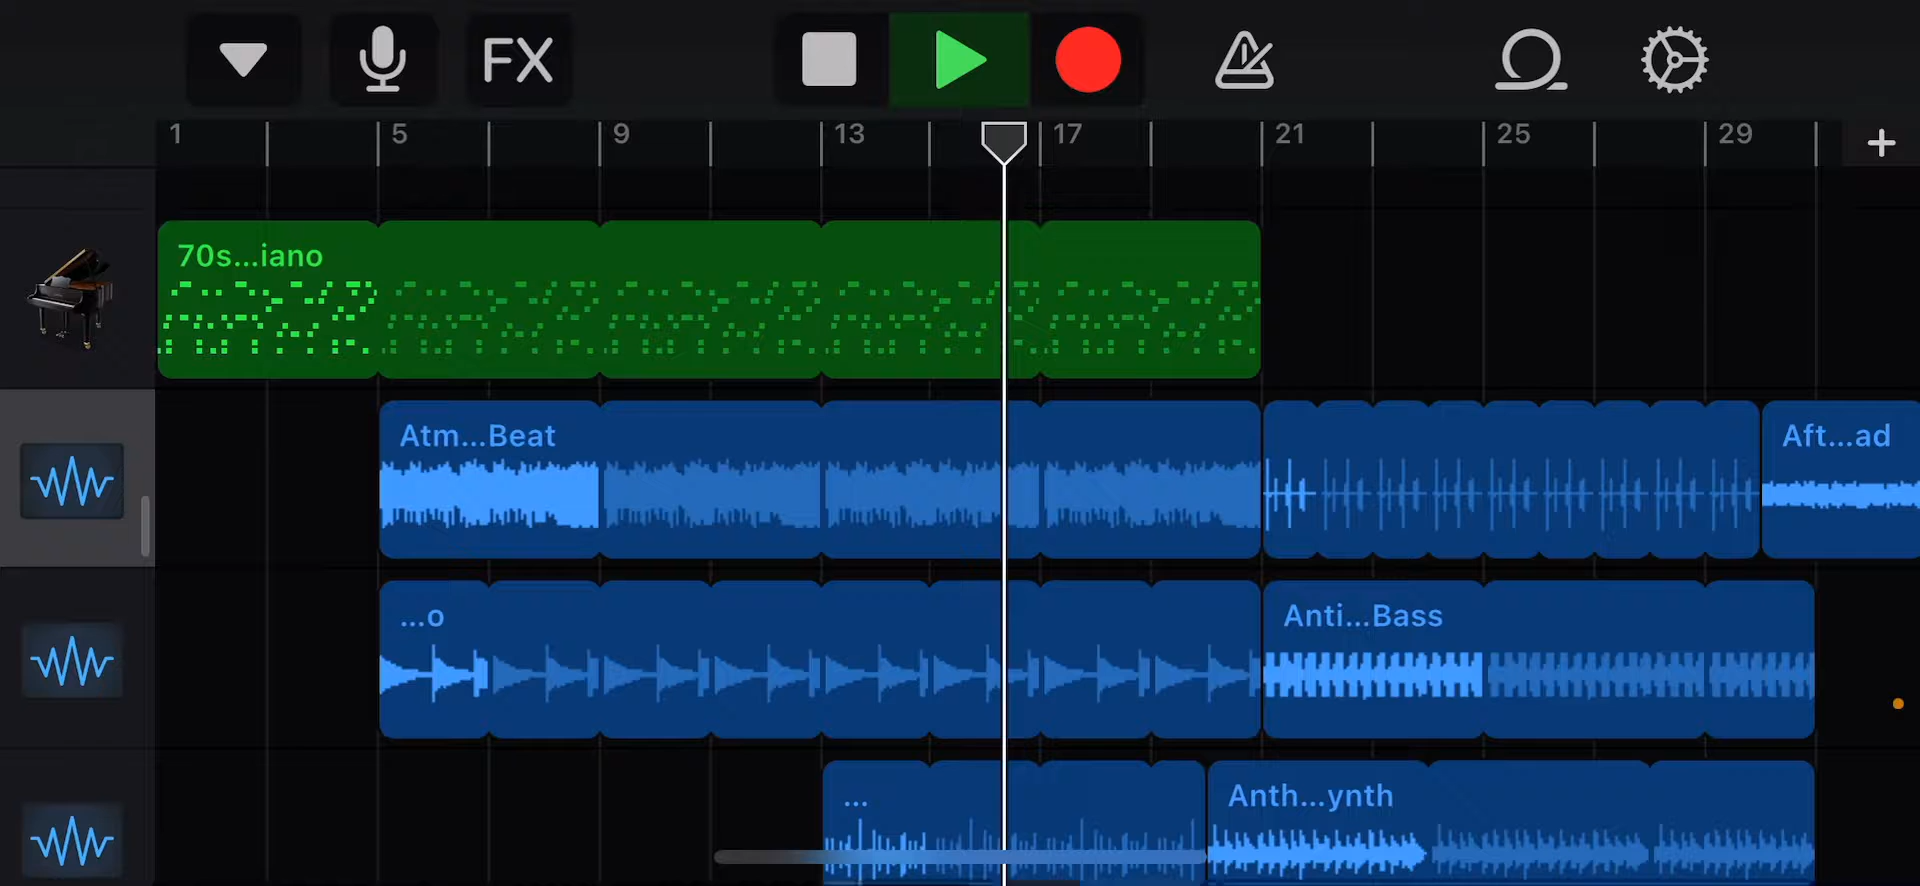 FX
1 5 9 13 17 21 25 29
70s...iano
Atm...Beat
Aft...ad
...o
Anti...Bass
...
Anth...ynth